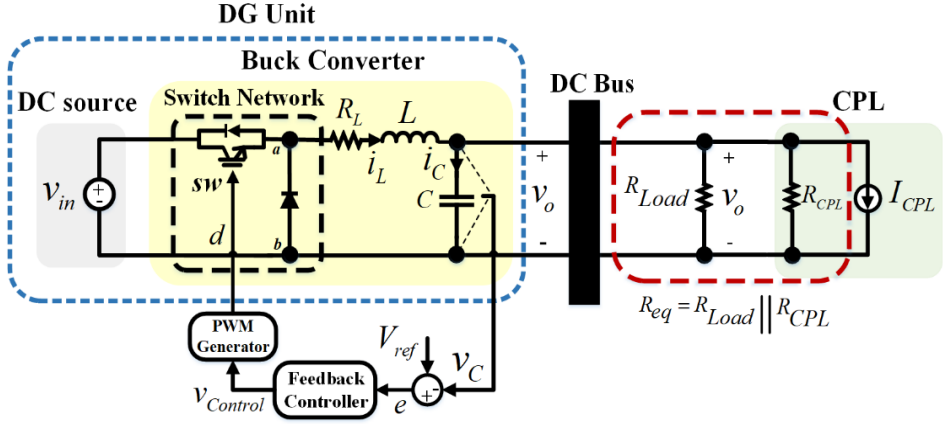 DG Unit
Buck Converter
DC source
Switch Network
DC Bus
CPL
R_L
L
a
i_L
i_C
+
+
v_in
+
-
sw
C
v_o
R_Load
v_o
R_CPL
I_CPL
d
b
-
-
R_eq = R_Load || R_CPL
PWM
Generator
V_ref
v_C
Feedback
Controller
+
-
v_Control
e